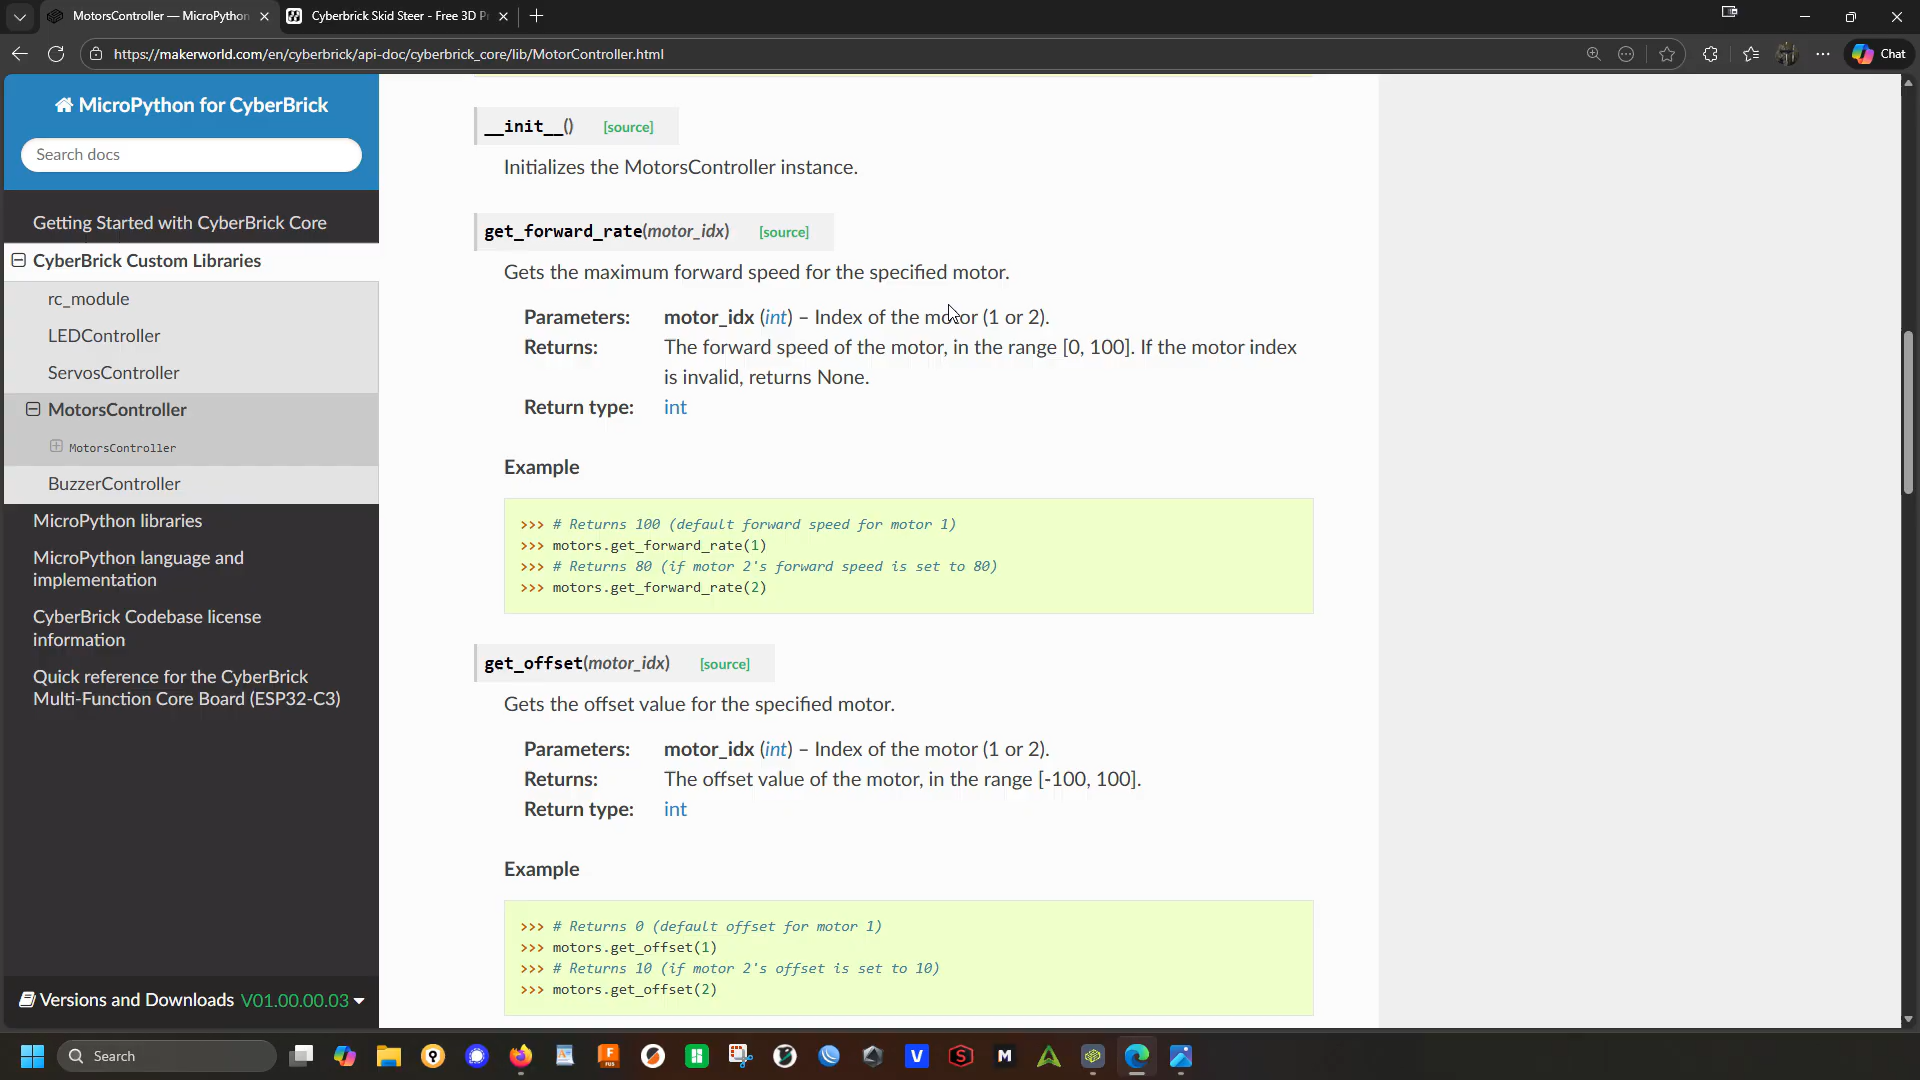 MotorsController — MicroPython
Cyberbrick Skid Steer - Free 3D P
https://makerworld.com/en/cyberbrick/api-doc/cyberbrick_core/lib/MotorController.html
Chat
MicroPython for CyberBrick
Search docs
Getting Started with CyberBrick Core
CyberBrick Custom Libraries
rc_module
LEDController
ServosController
MotorsController
MotorsController
BuzzerController
MicroPython libraries
MicroPython language and
implementation
CyberBrick Codebase license
information
Quick reference for the CyberBrick
Multi-Function Core Board (ESP32-C3)
Versions and Downloads V01.00.00.03
__init__() [source]
Initializes the MotorsController instance.
get_forward_rate(motor_idx) [source]
Gets the maximum forward speed for the specified motor.
Parameters: motor_idx (int) – Index of the motor (1 or 2).
Returns: The forward speed of the motor, in the range [0, 100]. If the motor index
is invalid, returns None.
Return type: int
Example
>>> # Returns 100 (default forward speed for motor 1)
>>> motors.get_forward_rate(1)
>>> # Returns 80 (if motor 2's forward speed is set to 80)
>>> motors.get_forward_rate(2)
get_offset(motor_idx) [source]
Gets the offset value for the specified motor.
Parameters: motor_idx (int) – Index of the motor (1 or 2).
Returns: The offset value of the motor, in the range [-100, 100].
Return type: int
Example
>>> # Returns 0 (default offset for motor 1)
>>> motors.get_offset(1)
>>> # Returns 10 (if motor 2's offset is set to 10)
>>> motors.get_offset(2)
Search